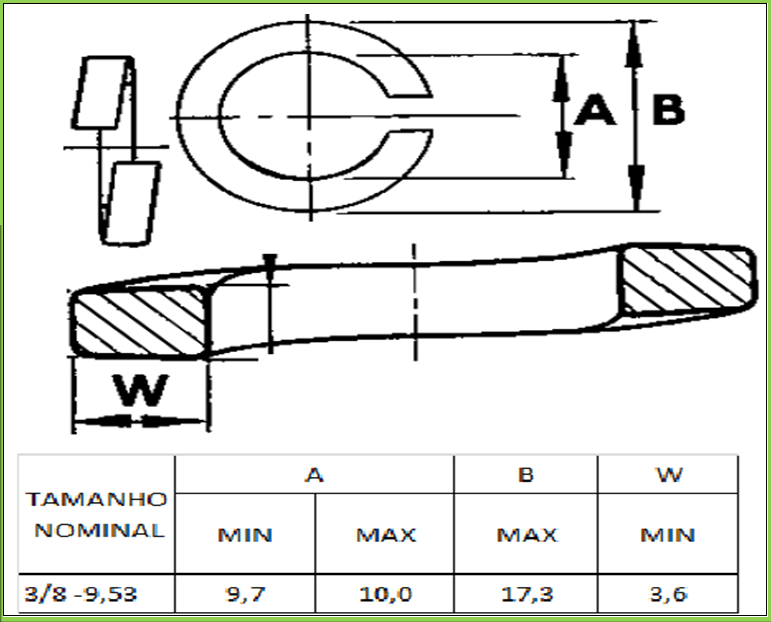 A B
W
A B W
TAMANHO
NOMINAL
MIN MAX MAX MIN
3/8 -9,53 9,7 10,0 17,3 3,6